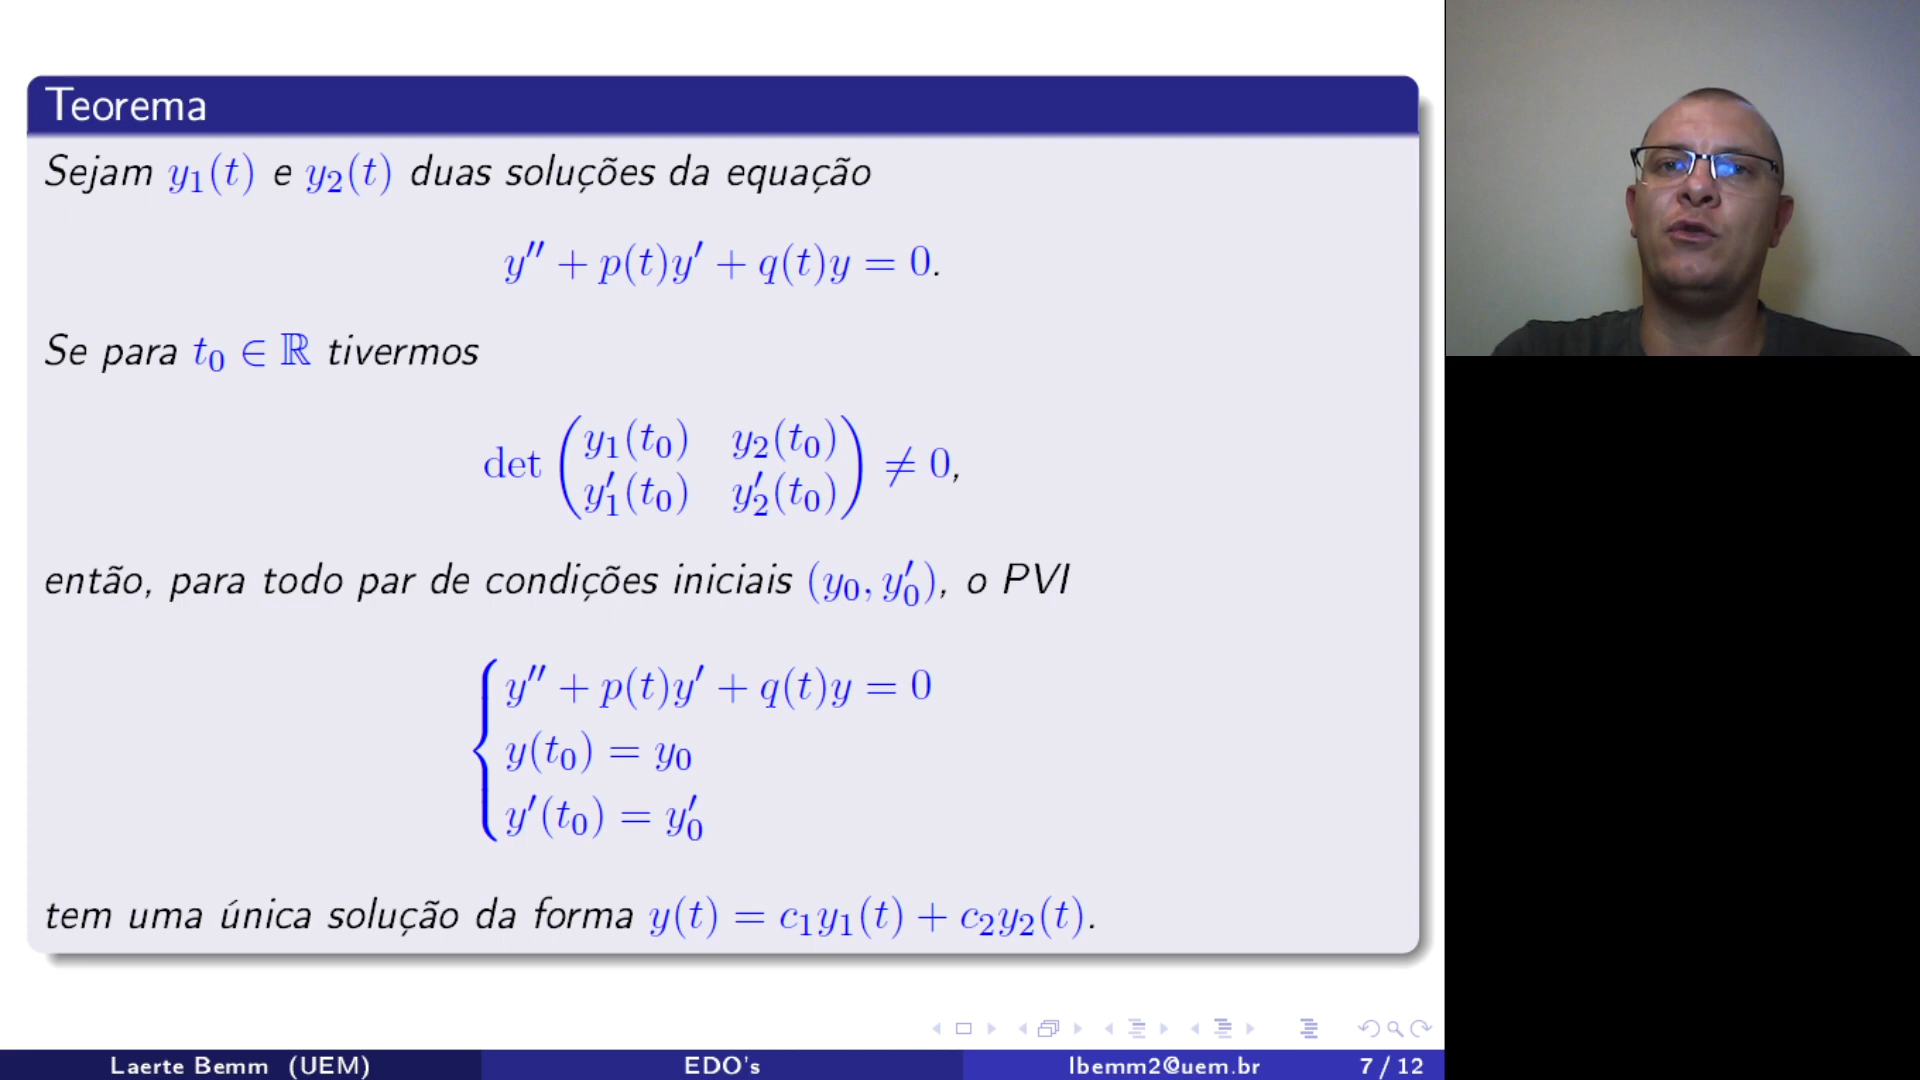 Teorema
Sejam y₁(t) e y₂(t) duas soluções da equação
y″ + p(t)y′ + q(t)y = 0.
Se para t₀ ∈ ℝ tivermos
det ( y₁(t₀) y₂(t₀)
y′₁(t₀) y′₂(t₀) ) ≠ 0,
então, para todo par de condições iniciais (y₀, y′₀), o PVI
{ y″ + p(t)y′ + q(t)y = 0
y(t₀) = y₀
y′(t₀) = y′₀
tem uma única solução da forma y(t) = c₁y₁(t) + c₂y₂(t).
Laerte Bemm (UEM) EDO's lbemm2@uem.br 7 / 12